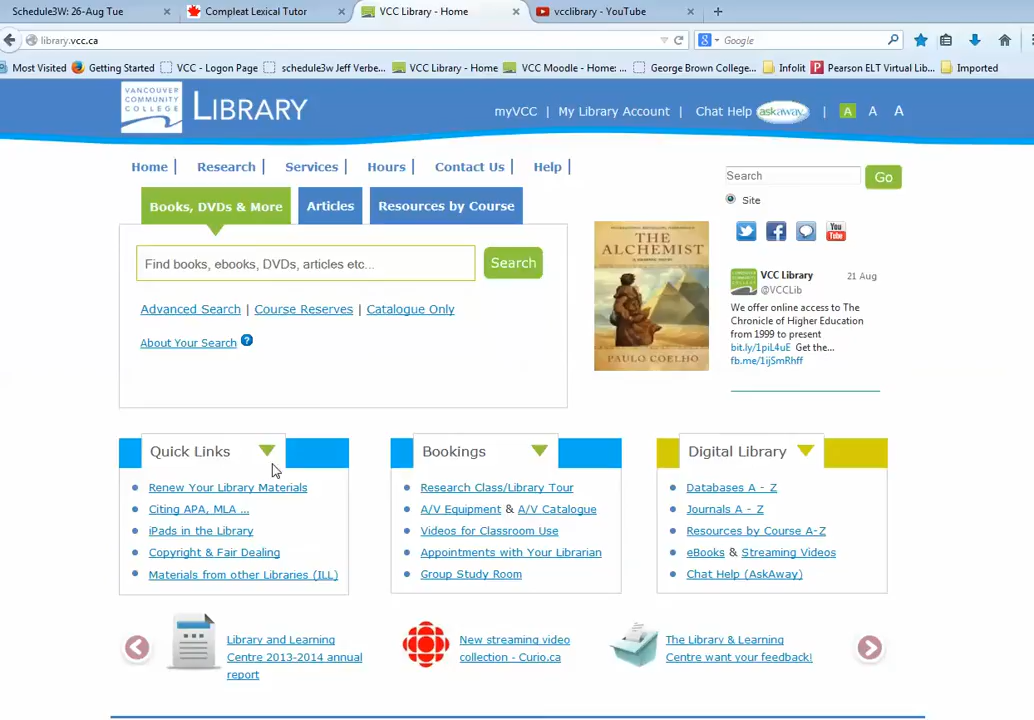 Schedule3W: 26-Aug Tue × Compleat Lexical Tutor × VCC Library - Home × vcclibrary - YouTube × +
library.vcc.ca Google
Most Visited Getting Started VCC - Logon Page schedule3w Jeff Verbe... VCC Library - Home VCC Moodle - Home: ... George Brown College... Infolit Pearson ELT Virtual Lib... Imported
VANCOUVER
COMMUNITY
COLLEGE
LIBRARY
myVCC | My Library Account | Chat Help askaway | A A A
Home | Research | Services | Hours | Contact Us | Help |
Search Go
Site
Books, DVDs & More Articles Resources by Course
Find books, ebooks, DVDs, articles etc... Search
Advanced Search | Course Reserves | Catalogue Only
About Your Search ?
THE
ALCHEMIST
PAULO COELHO
You
Tube
VCC Library 21 Aug
@VCCLib
We offer online access to The
Chronicle of Higher Education
from 1999 to present
bit.ly/1piL4uE Get the...
fb.me/1ijSmRhff
Quick Links
Renew Your Library Materials
Citing APA, MLA ...
iPads in the Library
Copyright & Fair Dealing
Materials from other Libraries (ILL)
Bookings
Research Class/Library Tour
A/V Equipment & A/V Catalogue
Videos for Classroom Use
Appointments with Your Librarian
Group Study Room
Digital Library
Databases A - Z
Journals A - Z
Resources by Course A-Z
eBooks & Streaming Videos
Chat Help (AskAway)
Library and Learning
Centre 2013-2014 annual
report
New streaming video
collection - Curio.ca
The Library & Learning
Centre want your feedback!